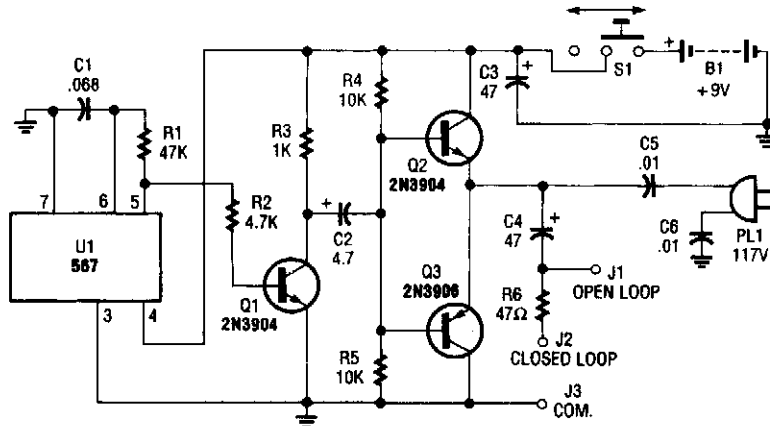 C1
.068
R1
47K
7
6
5
U1
567
3
4
R2
4.7K
R3
1K
Q1
2N3904
+
C2
4.7
R4
10K
R5
10K
Q2
2N3904
Q3
2N3906
C3
47
+
S1
+
B1
+9V
C4
47
+
C5
.01
C6
.01
PL1
117V
R6
47Ω
J1
OPEN LOOP
J2
CLOSED LOOP
J3
COM.